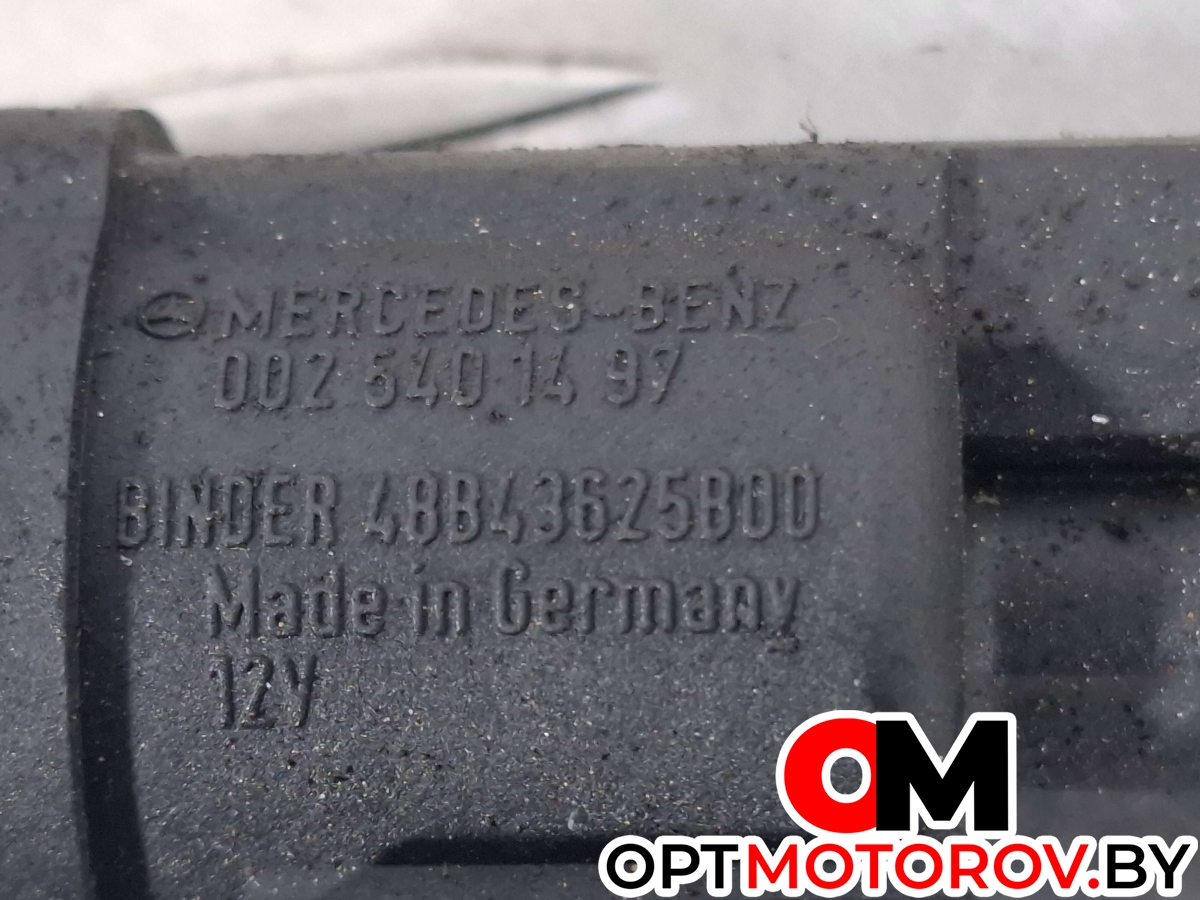 MERCEDES-BENZ
002 540 14 97
BINDER 48B43625B00
Made in Germany
12V
OM
OPTMOTOROV.BY